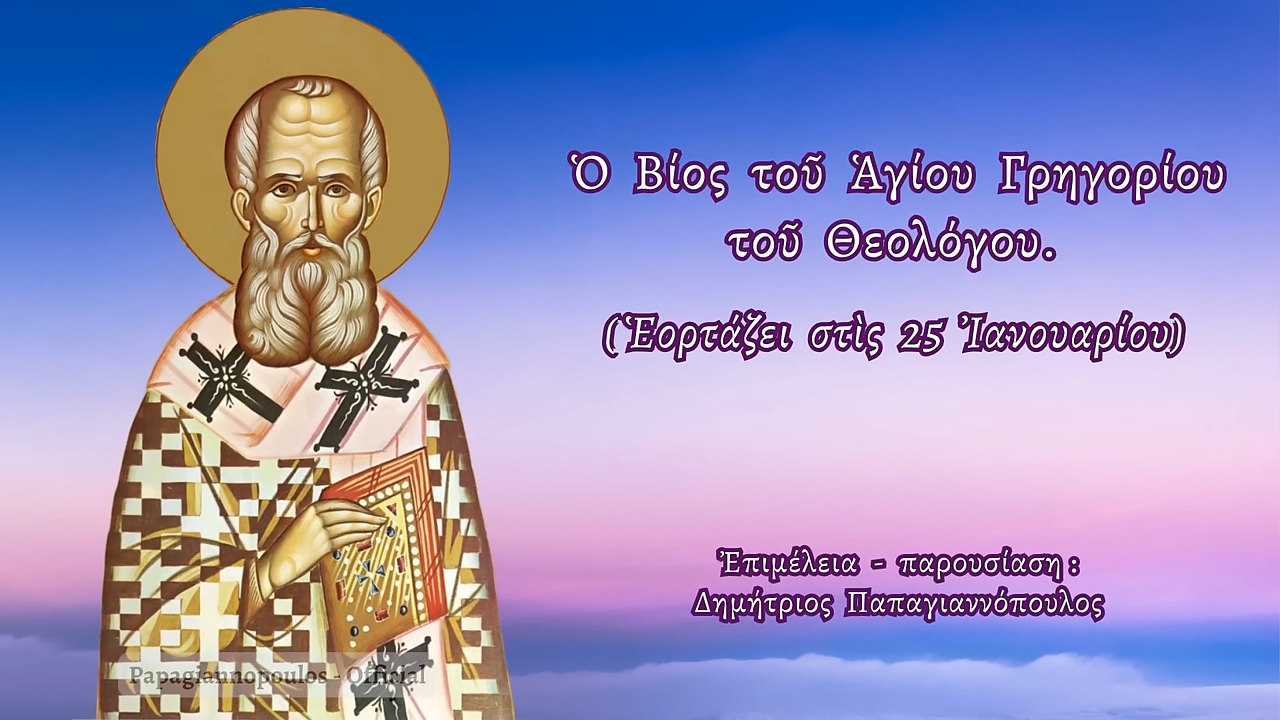 Ὁ Βίος τοῦ Ἁγίου Γρηγορίου
τοῦ Θεολόγου.
(Ἑορτάζει στὶς 25 Ἰανουαρίου)
Ἐπιμέλεια - παρουσίαση :
Δημήτριος Παπαγιαννόπουλος
Papagiannopoulos - Official